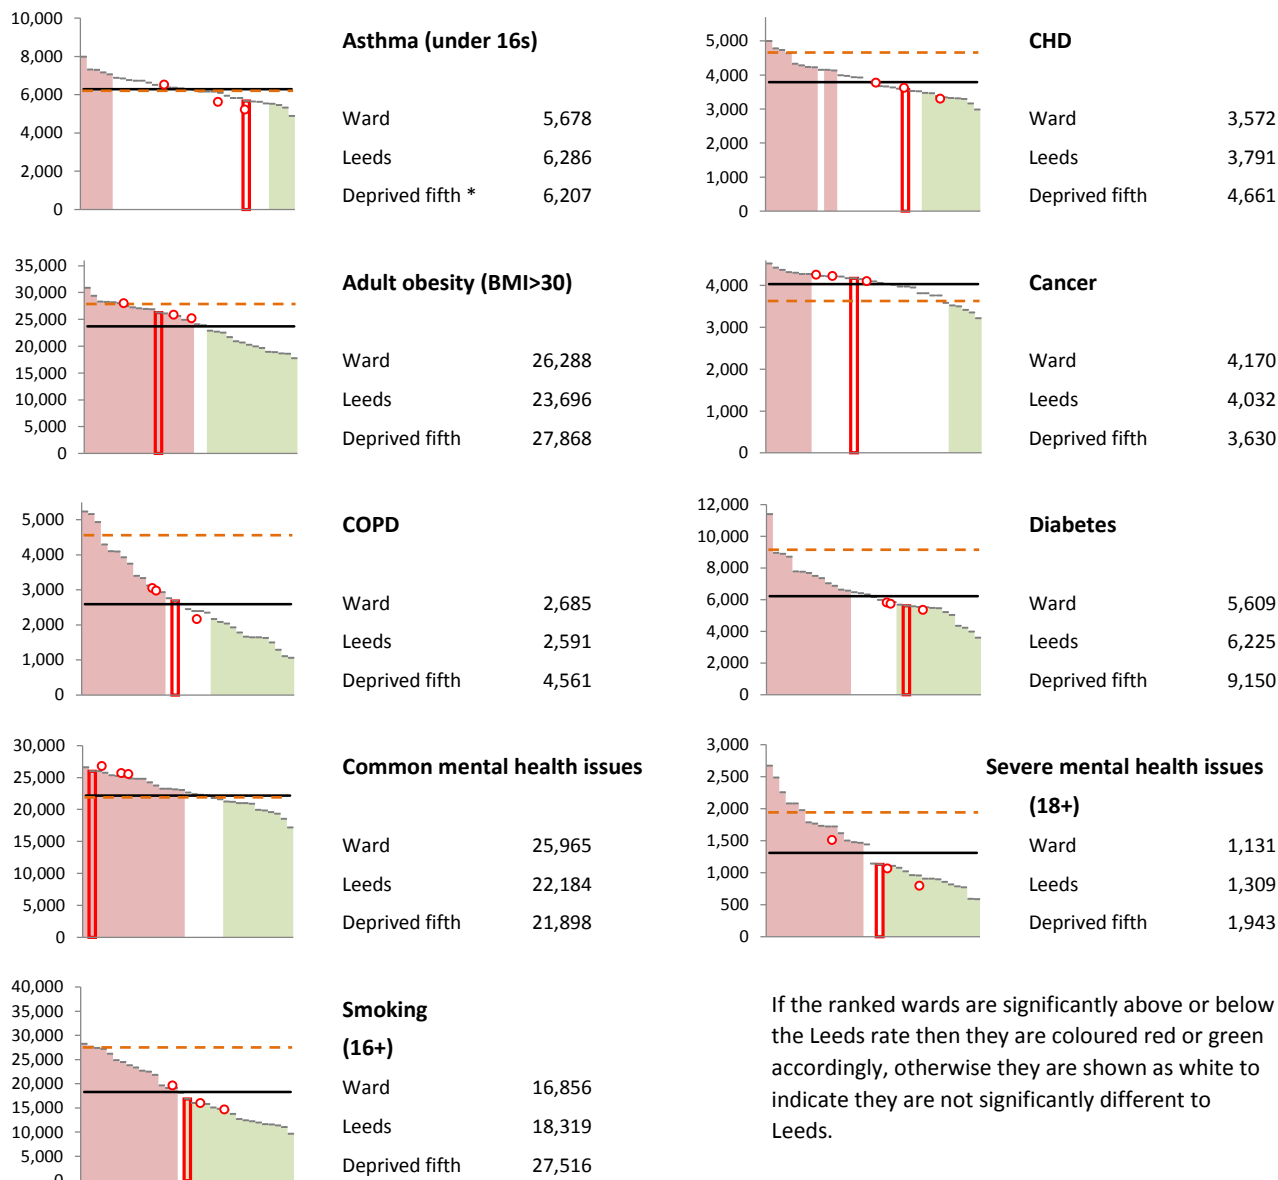 10,000
8,000
6,000
4,000
2,000
0
Asthma (under 16s)
Ward 5,678
Leeds 6,286
Deprived fifth * 6,207
5,000
4,000
3,000
2,000
1,000
0
CHD
Ward 3,572
Leeds 3,791
Deprived fifth 4,661
35,000
30,000
25,000
20,000
15,000
10,000
5,000
0
Adult obesity (BMI>30)
Ward 26,288
Leeds 23,696
Deprived fifth 27,868
4,000
3,000
2,000
1,000
0
Cancer
Ward 4,170
Leeds 4,032
Deprived fifth 3,630
5,000
4,000
3,000
2,000
1,000
0
COPD
Ward 2,685
Leeds 2,591
Deprived fifth 4,561
12,000
10,000
8,000
6,000
4,000
2,000
0
Diabetes
Ward 5,609
Leeds 6,225
Deprived fifth 9,150
30,000
25,000
20,000
15,000
10,000
5,000
0
Common mental health issues
Ward 25,965
Leeds 22,184
Deprived fifth 21,898
3,000
2,500
2,000
1,500
1,000
500
0
Severe mental health issues
(18+)
Ward 1,131
Leeds 1,309
Deprived fifth 1,943
40,000
35,000
30,000
25,000
20,000
15,000
10,000
5,000
0
Smoking
(16+)
Ward 16,856
Leeds 18,319
Deprived fifth 27,516
If the ranked wards are significantly above or below
the Leeds rate then they are coloured red or green
accordingly, otherwise they are shown as white to
indicate they are not significantly different to
Leeds.